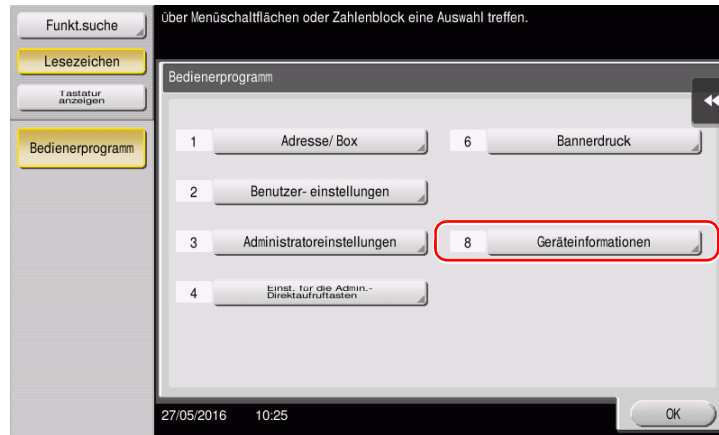 Funkt.suche
Lesezeichen
Tastatur
anzeigen
Bedienerprogramm
über Menüschaltflächen oder Zahlenblock eine Auswahl treffen.
Bedienerprogramm
1 Adresse/ Box
6 Bannerdruck
2 Benutzer- einstellungen
3 Administratoreinstellungen
8 Geräteinformationen
4 Einst. für die Admin.-
Direktaufruftasten
27/05/2016 10:25
OK